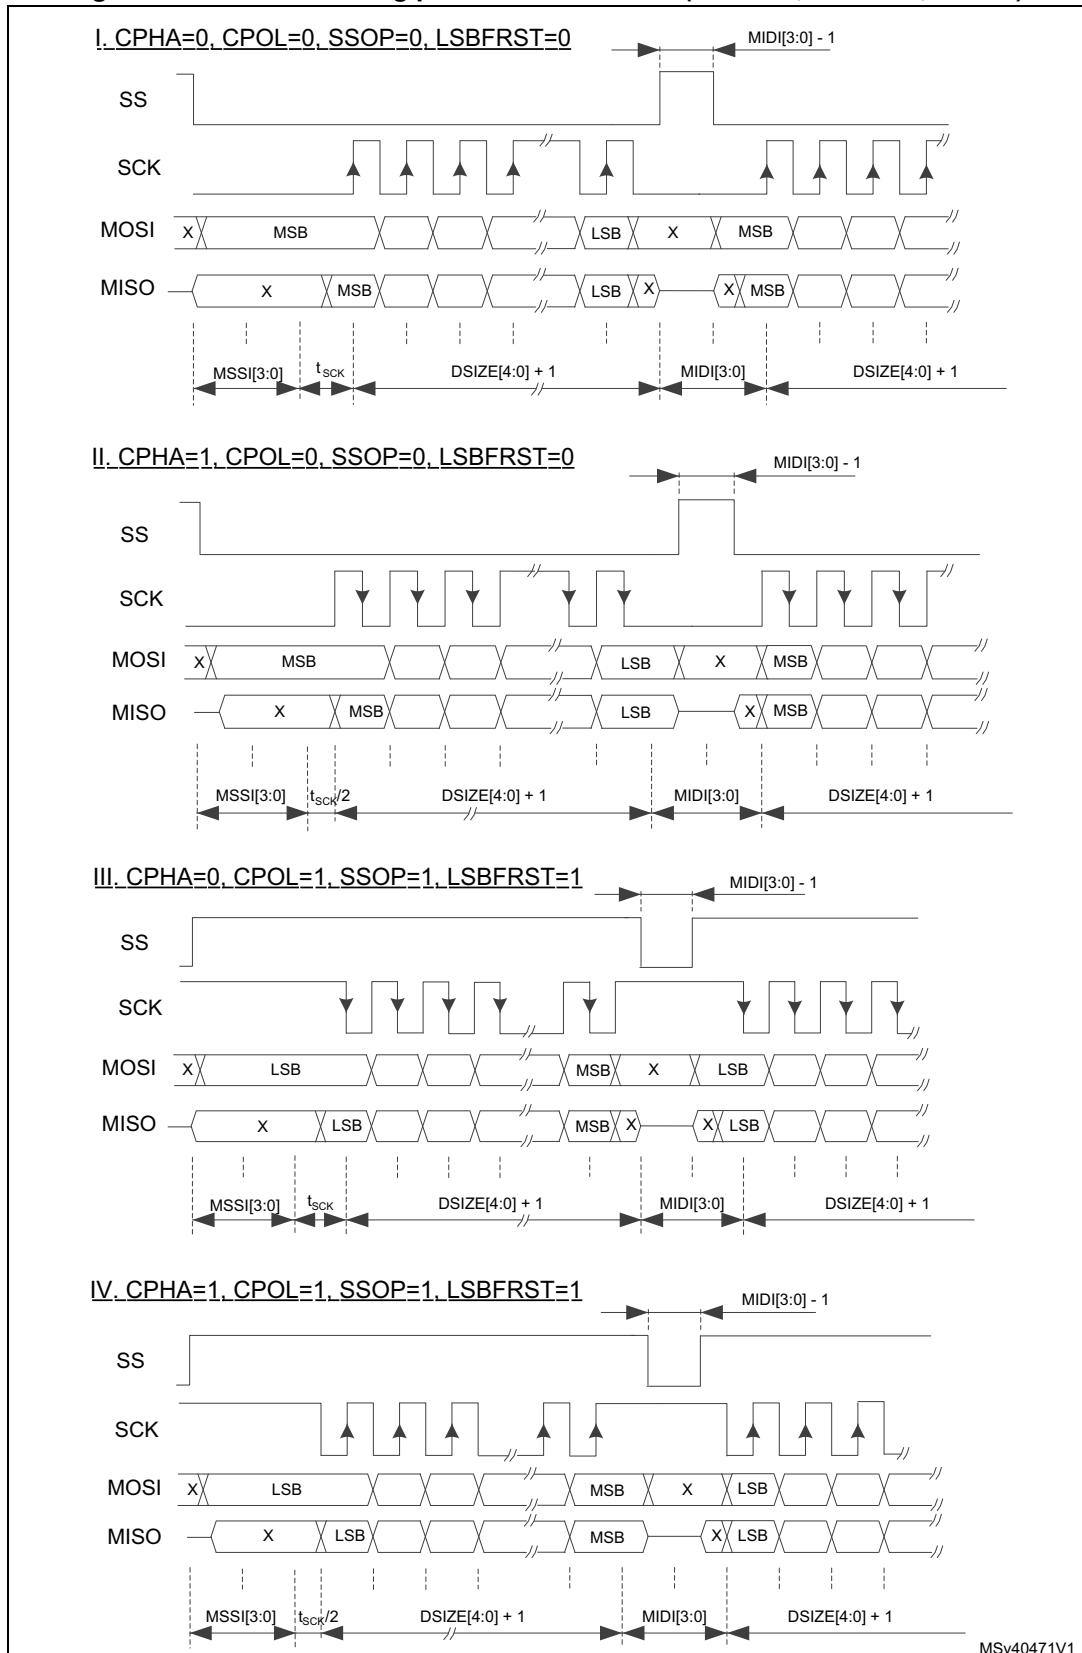 I. CPHA=0, CPOL=0, SSOP=0, LSBFRST=0
MIDI[3:0] - 1
SS
SCK
MOSI X MSB LSB X MSB
MISO X MSB LSB X X MSB
MSSI[3:0] tSCK DSIZE[4:0] + 1 MIDI[3:0] DSIZE[4:0] + 1
II. CPHA=1, CPOL=0, SSOP=0, LSBFRST=0
MIDI[3:0] - 1
SS
SCK
MOSI X MSB LSB X MSB
MISO X MSB LSB X MSB
MSSI[3:0] tSCK/2 DSIZE[4:0] + 1 MIDI[3:0] DSIZE[4:0] + 1
III. CPHA=0, CPOL=1, SSOP=1, LSBFRST=1
MIDI[3:0] - 1
SS
SCK
MOSI X LSB MSB X LSB
MISO X LSB MSB X X LSB
MSSI[3:0] tSCK DSIZE[4:0] + 1 MIDI[3:0] DSIZE[4:0] + 1
IV. CPHA=1, CPOL=1, SSOP=1, LSBFRST=1
MIDI[3:0] - 1
SS
SCK
MOSI X LSB MSB X LSB
MISO X LSB MSB X LSB
MSSI[3:0] tSCK/2 DSIZE[4:0] + 1 MIDI[3:0] DSIZE[4:0] + 1
MSv40471V1